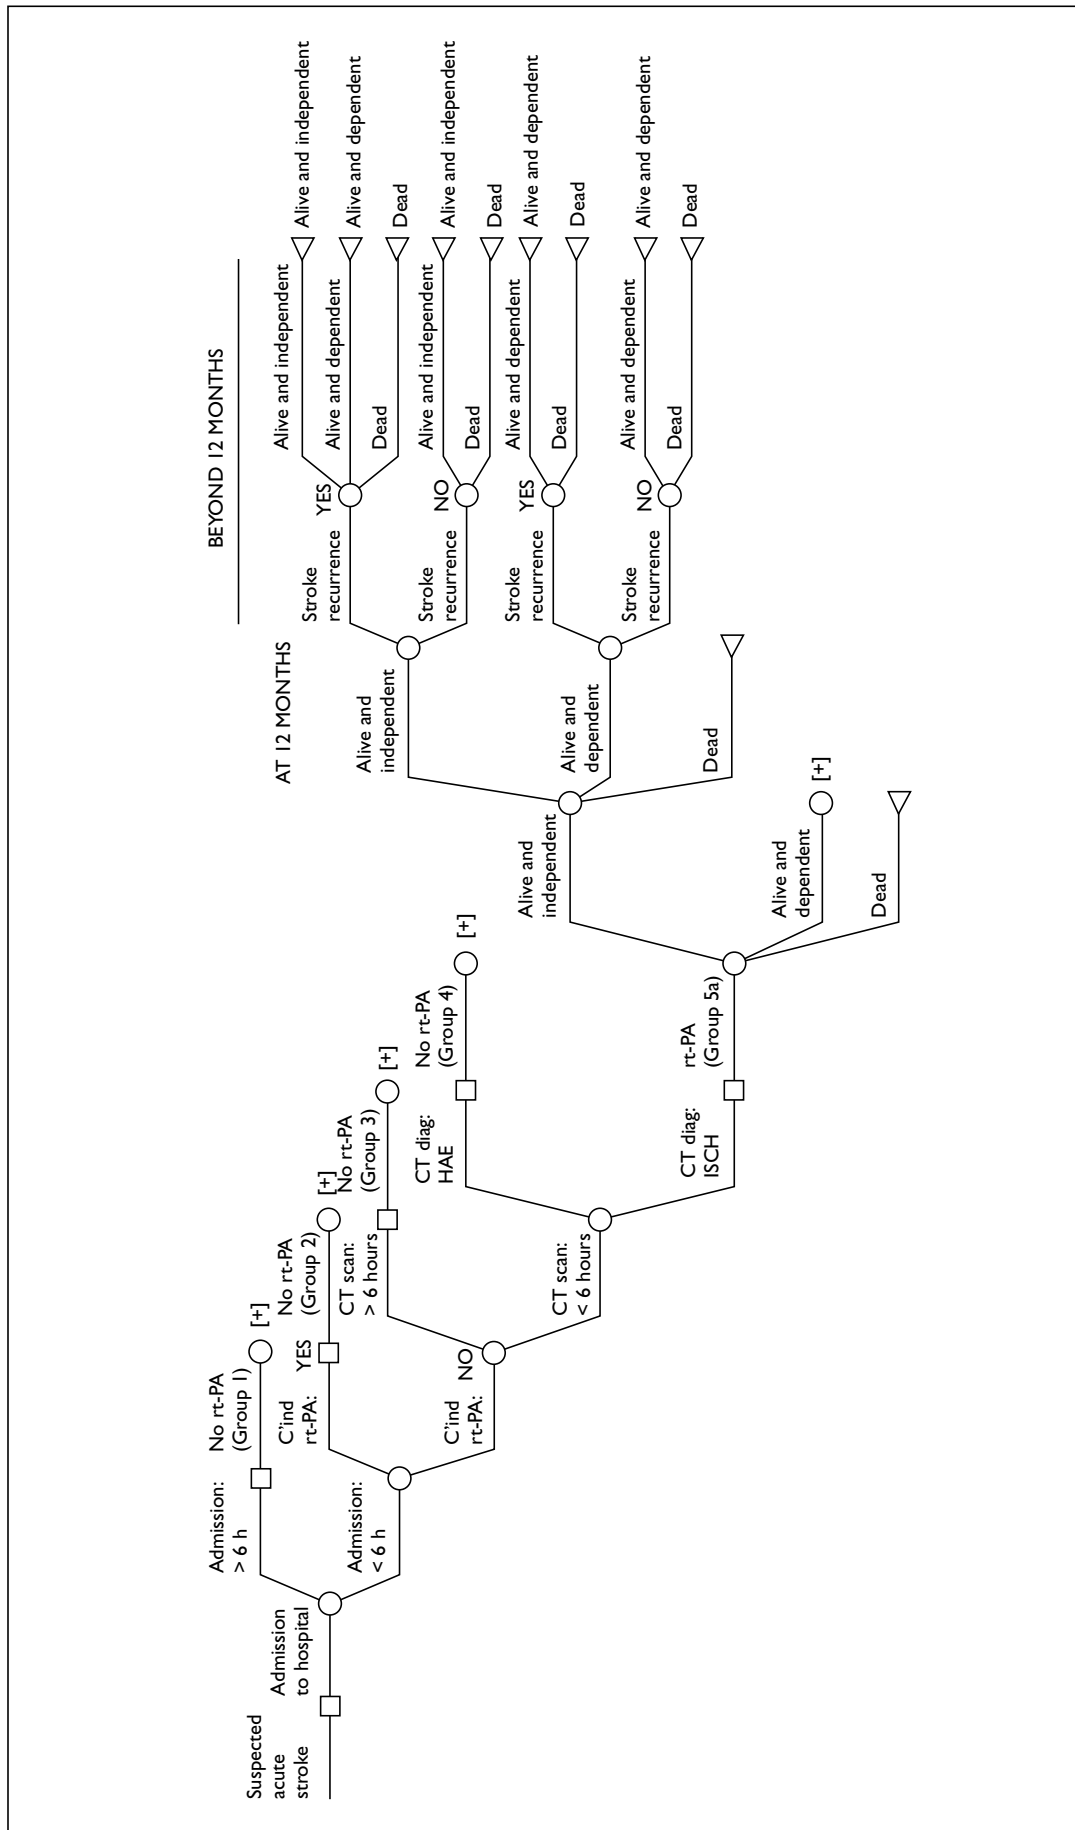 BEYOND 12 MONTHS
AT 12 MONTHS
Suspected
acute
stroke
Admission
to hospital
Admission:
> 6 h
No rt-PA
(Group 1)
[+]
Admission:
< 6 h
C'ind
rt-PA:
YES
No rt-PA
(Group 2)
[+]
C'ind
rt-PA:
NO
CT scan:
> 6 hours
No rt-PA
(Group 3)
[+]
CT scan:
< 6 hours
CT diag:
HAE
No rt-PA
(Group 4)
[+]
CT diag:
ISCH
rt-PA
(Group 5a)
Alive and
independent
Alive and
independent
Stroke
recurrence
YES
Alive and independent
Alive and independent
Alive and dependent
Alive and dependent
Dead
Dead
Stroke
recurrence
NO
Alive and independent
Alive and independent
Dead
Dead
Alive and
dependent
Stroke
recurrence
YES
Alive and dependent
Alive and dependent
Dead
Dead
Stroke
recurrence
NO
Alive and dependent
Alive and dependent
Dead
Dead
Dead
Alive and
dependent
[+]
Dead